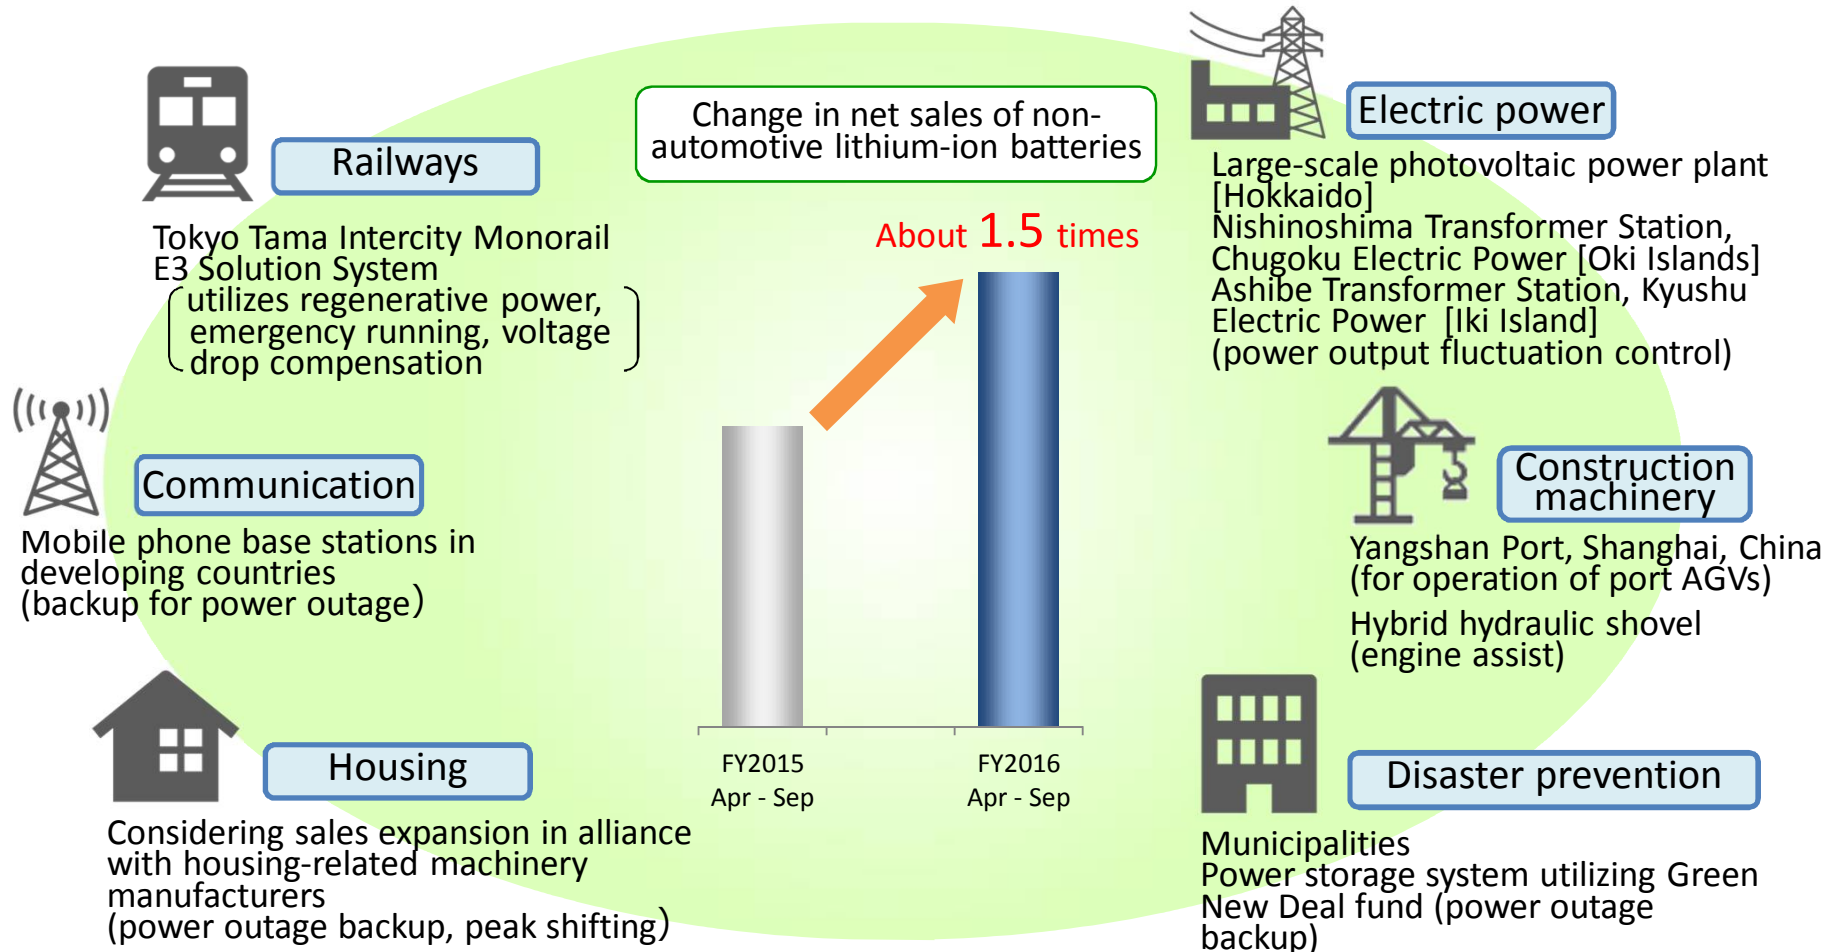 Change in net sales of non-
automotive lithium-ion batteries
About 1.5 times
FY2015
Apr - Sep
FY2016
Apr - Sep
Railways
Tokyo Tama Intercity Monorail
E3 Solution System
utilizes regenerative power,
emergency running, voltage
drop compensation
Communication
Mobile phone base stations in
developing countries
(backup for power outage）
Housing
Considering sales expansion in alliance
with housing-related machinery
manufacturers
(power outage backup, peak shifting）
Electric power
Large-scale photovoltaic power plant
[Hokkaido]
Nishinoshima Transformer Station,
Chugoku Electric Power [Oki Islands]
Ashibe Transformer Station, Kyushu
Electric Power [Iki Island]
(power output fluctuation control)
Construction
machinery
Yangshan Port, Shanghai, China
(for operation of port AGVs)
Hybrid hydraulic shovel
(engine assist)
Disaster prevention
Municipalities
Power storage system utilizing Green
New Deal fund (power outage
backup)